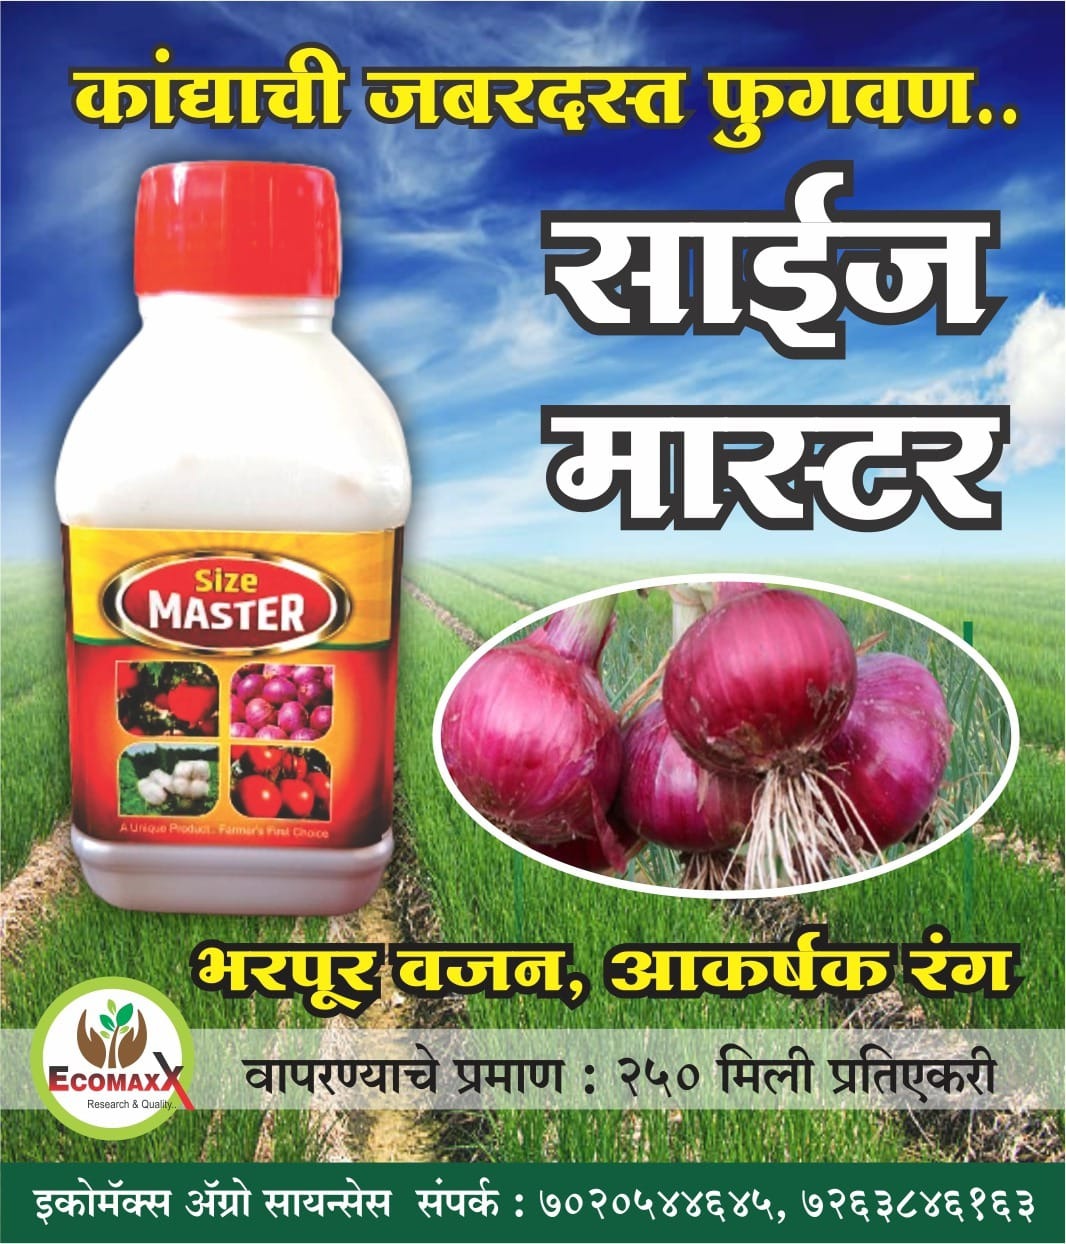 कांद्याची जबरदस्त फुगवण..
साईज
मास्टर
Size
MASTER
A Unique Product.. Farmer's First Choice
भरपूर वजन, आकर्षक रंग
ECOMAXX
Research & Quality..
वापरण्याचे प्रमाण : २५० मिली प्रतिएकरी
इकोमॅक्स ॲग्रो सायन्सेस संपर्क : ७०२०५४४६४५, ७२६३८४६१६३